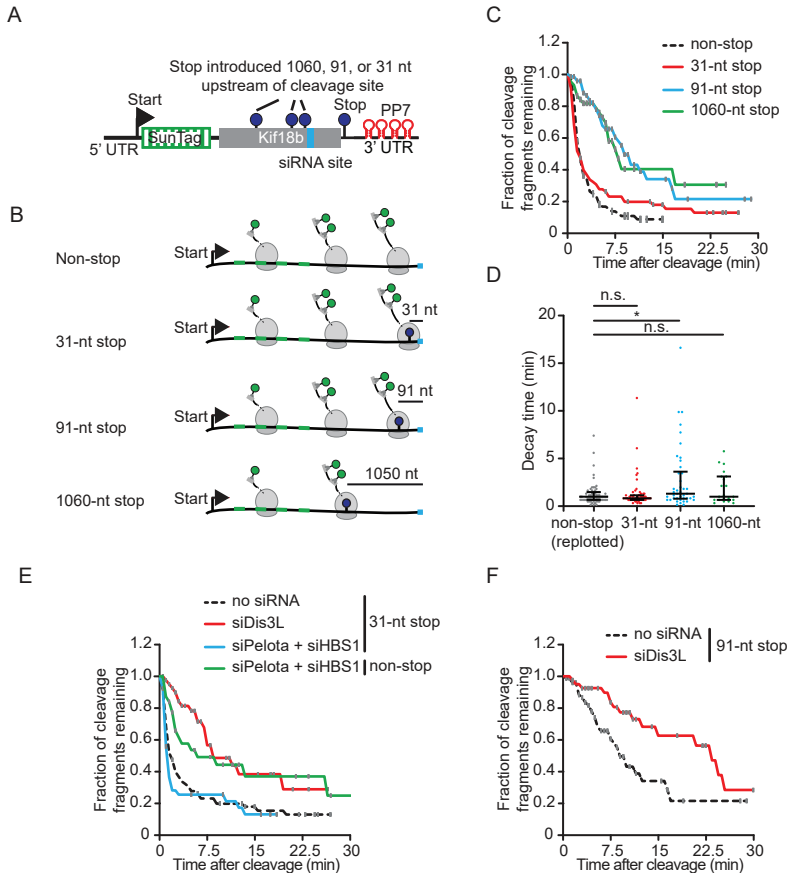 A
Stop introduced 1060, 91, or 31 nt
upstream of cleavage site
Start
Stop
PP7
SunTag
Kif18b
5' UTR
3' UTR
siRNA site
B
Non-stop
Start
31-nt stop
Start
31 nt
91-nt stop
Start
91 nt
1060-nt stop
Start
1050 nt
C
non-stop
31-nt stop
91-nt stop
1060-nt stop
Fraction of cleavage
fragments remaining
1.2
1.0
0.8
0.6
0.4
0.2
0
0 7.5 15 22.5 30
Time after cleavage (min)
D
n.s.
*
n.s.
Decay time (min)
20
15
10
5
0
non-stop 31-nt 91-nt 1060-nt
(replotted)
E
no siRNA
siDis3L
siPelota + siHBS1
31-nt stop
siPelota + siHBS1 non-stop
Fraction of cleavage
fragments remaining
1.2
1.0
0.8
0.6
0.4
0.2
0
0 7.5 15 22.5 30
Time after cleavage (min)
F
no siRNA
siDis3L
91-nt stop
Fraction of cleavage
fragments remaining
1.2
1.0
0.8
0.6
0.4
0.2
0
0 7.5 15 22.5 30
Time after cleavage (min)